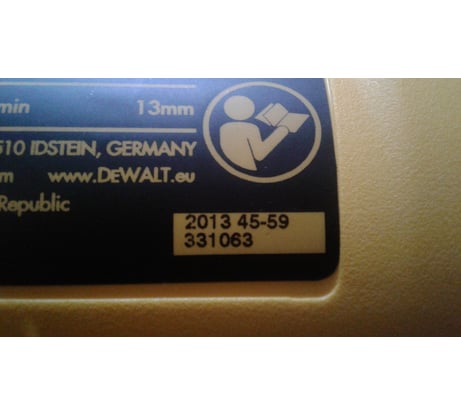 min 13mm
510 IDSTEIN, GERMANY
www.DEWALT.eu
Republic
2013 45-59
331063